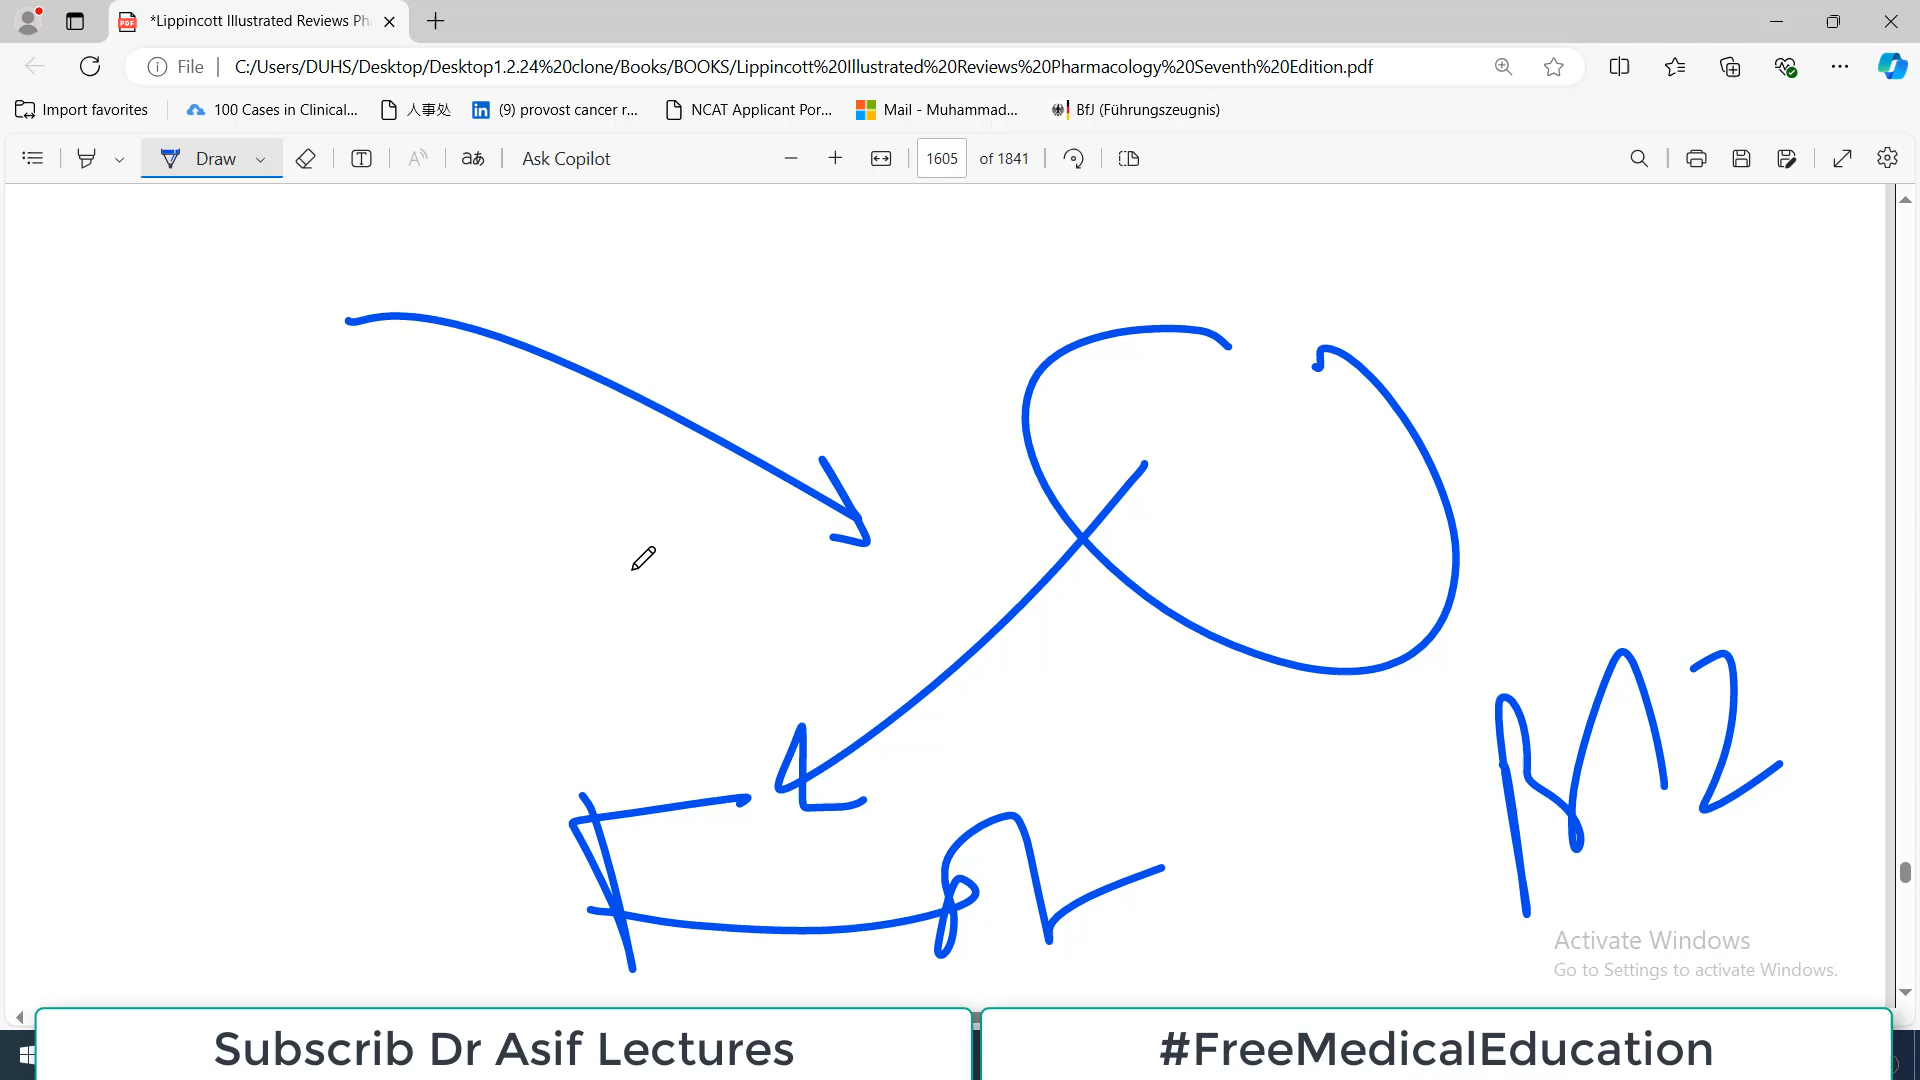 *Lippincott Illustrated Reviews Ph
File
C:/Users/DUHS/Desktop/Desktop1.2.24%20clone/Books/BOOKS/Lippincott%20Illustrated%20Reviews%20Pharmacology%20Seventh%20Edition.pdf
Import favorites
100 Cases in Clinical...
人事处
(9) provost cancer r...
NCAT Applicant Por...
Mail - Muhammad...
BfJ (Führungszeugnis)
Draw
aあ
Ask Copilot
1605 of 1841
Activate Windows
Go to Settings to activate Windows.
Subscrib Dr Asif Lectures
#FreeMedicalEducation